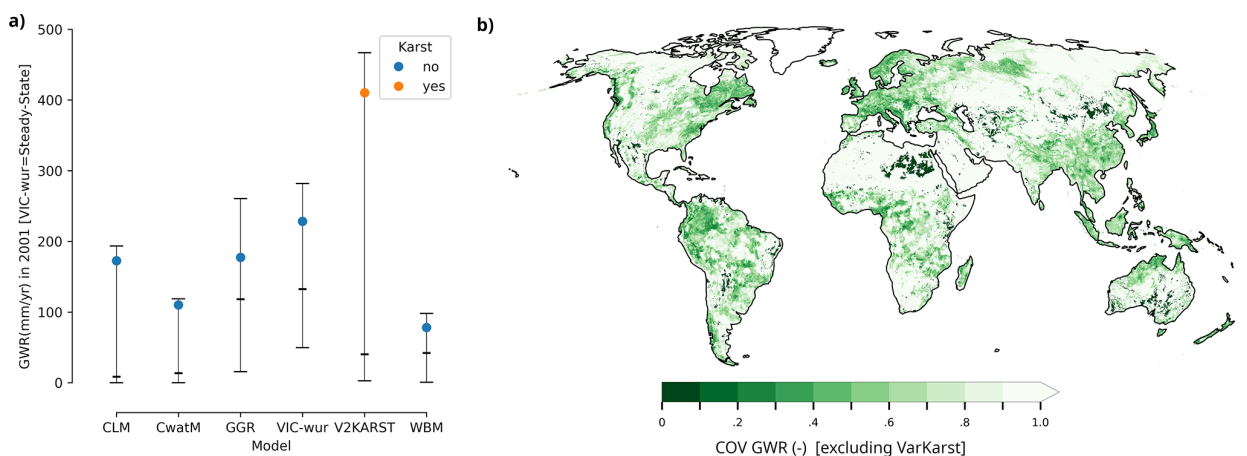 a)
500
400
300
200
100
0
GWR(mm/yr) in 2001 [VIC-wur=Steady-State]
Karst
no
yes
CLM CwatM GGR VIC-wur V2KARST WBM
Model
b)
0 .2 .4 .6 .8 1.0
COV GWR (-) [excluding VarKarst]